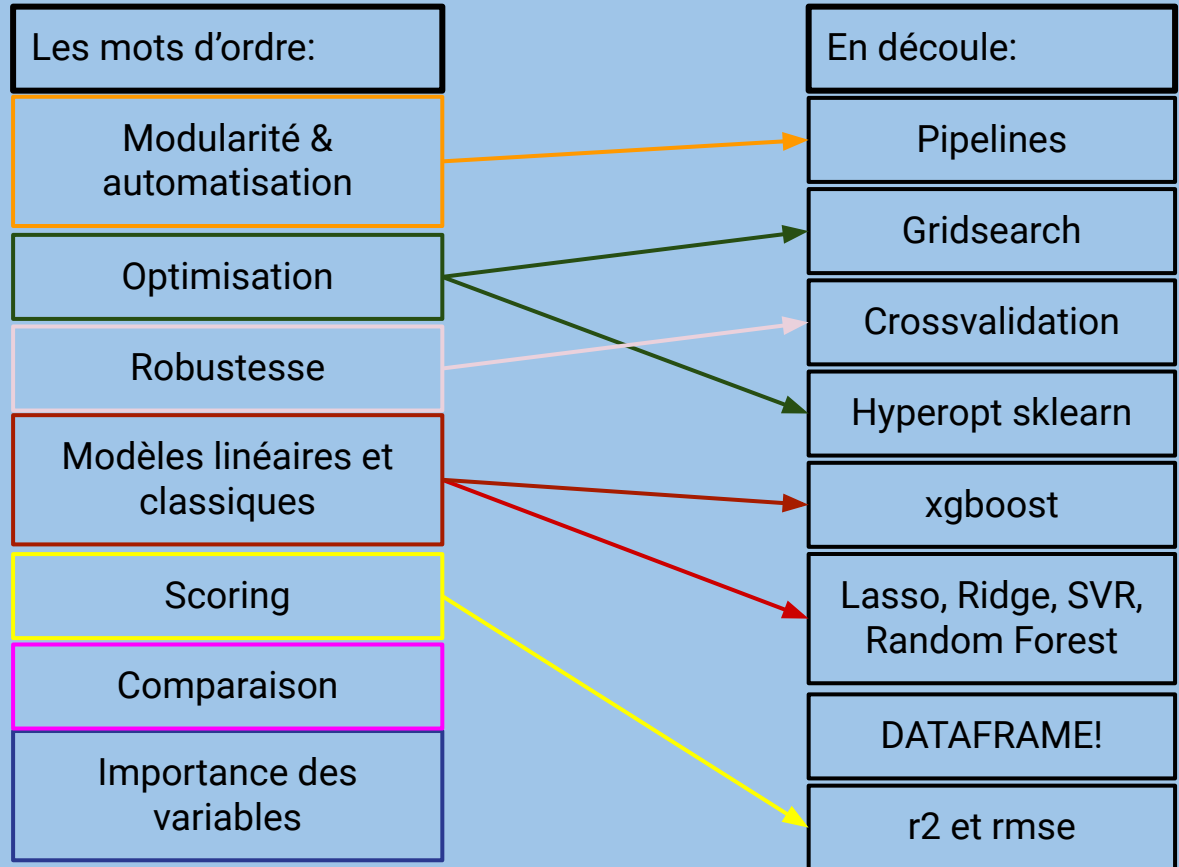 Les mots d’ordre:
Modularité &
automatisation
Optimisation
Robustesse
Modèles linéaires et
classiques
Scoring
Comparaison
Importance des
variables
En découle:
Pipelines
Gridsearch
Crossvalidation
Hyperopt sklearn
xgboost
Lasso, Ridge, SVR,
Random Forest
DATAFRAME!
r2 et rmse